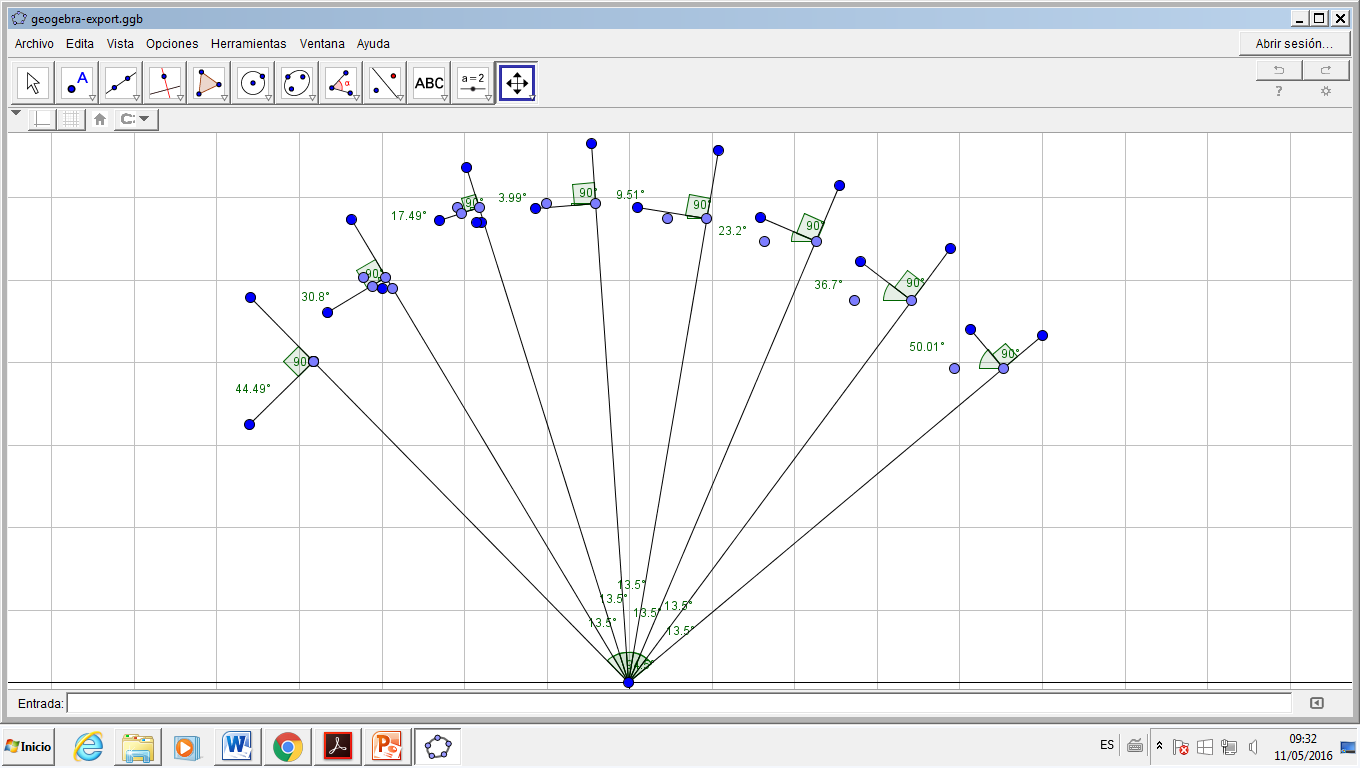 geogebra-export.ggb
Archivo Edita Vista Opciones Herramientas Ventana Ayuda
Abrir sesión...
A
α
ABC
a=2
?
17.49° 90° 3.99° 90° 9.51° 90° 23.2° 90°
30.8° 90° 36.7° 90°
44.49° 90° 50.01° 90°
13.5°
13.5° 13.5° 13.5°
13.5° 13.5°
Entrada:
Inicio
W
P
ES
09:32
11/05/2016